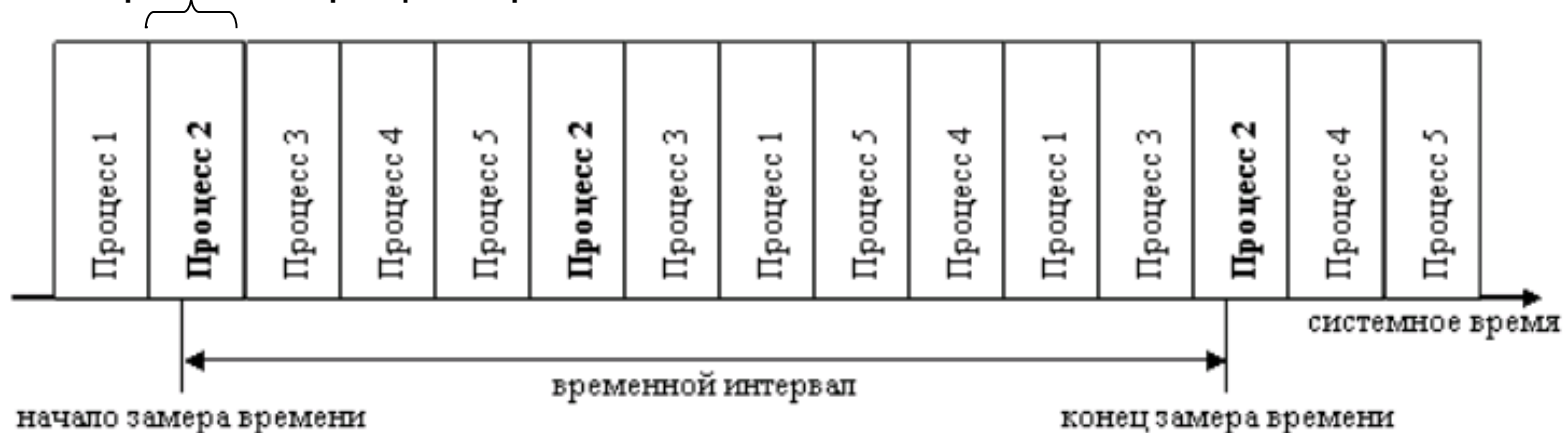 Процесс 1
Процесс 2
Процесс 3
Процесс 4
Процесс 5
Процесс 2
Процесс 3
Процесс 1
Процесс 5
Процесс 4
Процесс 1
Процесс 3
Процесс 2
Процесс 4
Процесс 5
системное время
временной интервал
начало замера времени
конец замера времени